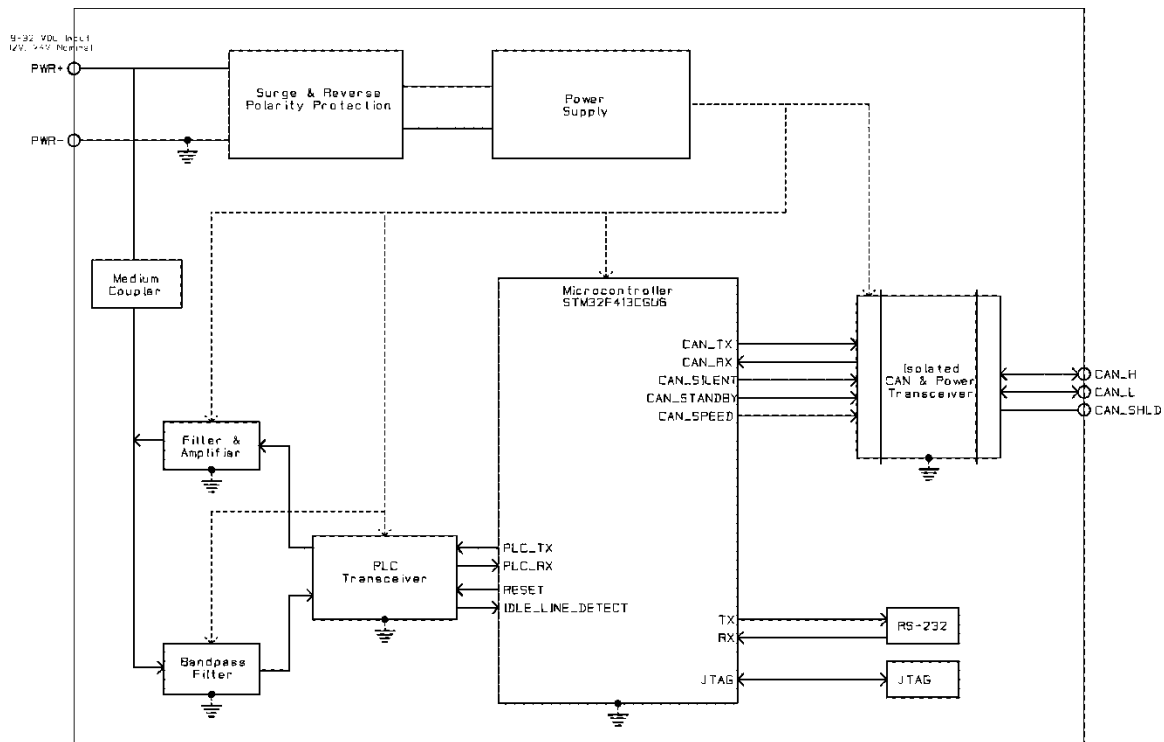 9-32 VDC Input
12V, 24V Nominal
PWR+
PWR-
Surge & Reverse
Polarity Protection
Power
Supply
Medium
Coupler
Microcontroller
STM32F413CGU6
CAN_TX
CAN_RX
CAN_SILENT
CAN_STANDBY
CAN_SPEED
Isolated
CAN & Power
Transceiver
CAN_H
CAN_L
CAN_SHLD
Filter &
Amplifier
PLC
Transceiver
PLC_TX
PLC_RX
RESET
IDLE_LINE_DETECT
Bandpass
Filter
TX
RX
RS-232
JTAG
JTAG